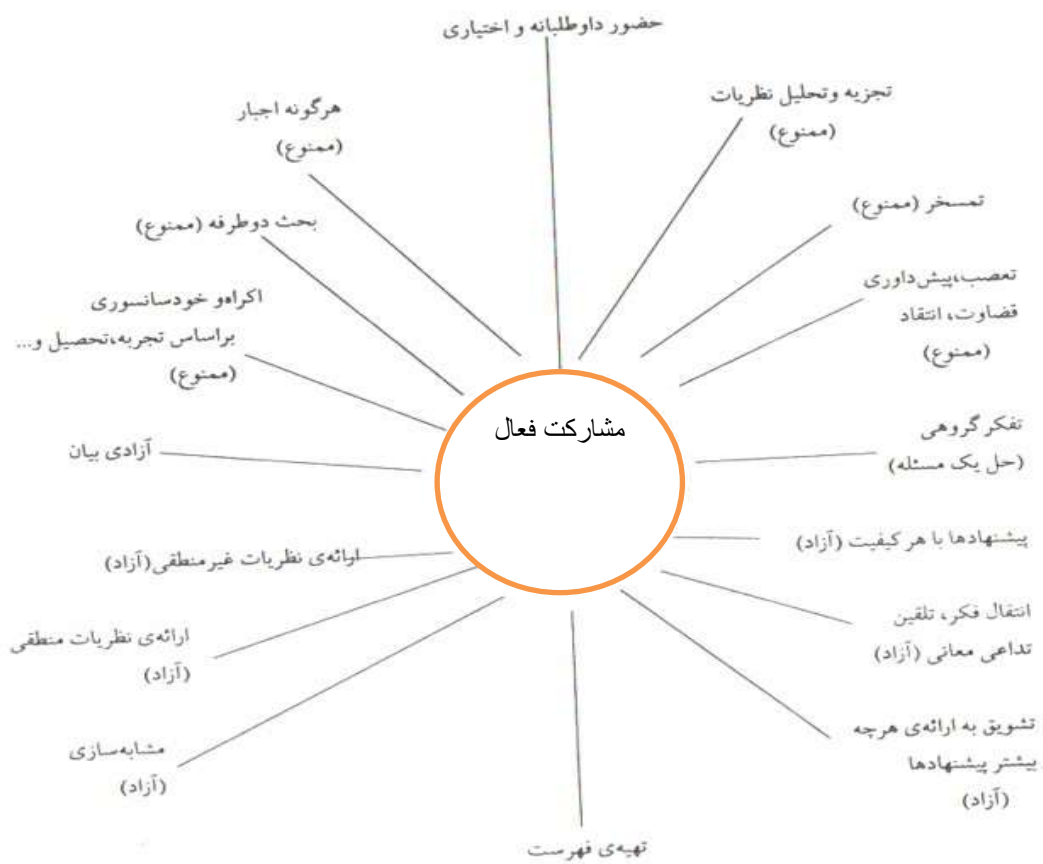 حضور داوطلبانه و اختیاری
تجزیه وتحلیل نظریات
(ممنوع)
تمسخر (ممنوع)
تعصب،پیش‌داوری
قضاوت، انتقاد
(ممنوع)
تفکر گروهی
(حل یک مسئله)
پیشنهادها با هر کیفیت (آزاد)
انتقال فکر، تلقین
تداعی معانی (آزاد)
تشویق به ارائه‌ی هرچه
بیشتر پیشنهادها
(آزاد)
تهیه‌ی فهرست
مشابه‌سازی
(آزاد)
ارائه‌ی نظریات منطقی
(آزاد)
ارائه‌ی نظریات غیرمنطقی(آزاد)
آزادی بیان
اکراه‌و خودسانسوری
براساس تجربه،تحصیل و...
(ممنوع)
بحث دوطرفه (ممنوع)
هرگونه اجبار
(ممنوع)
مشارکت فعال